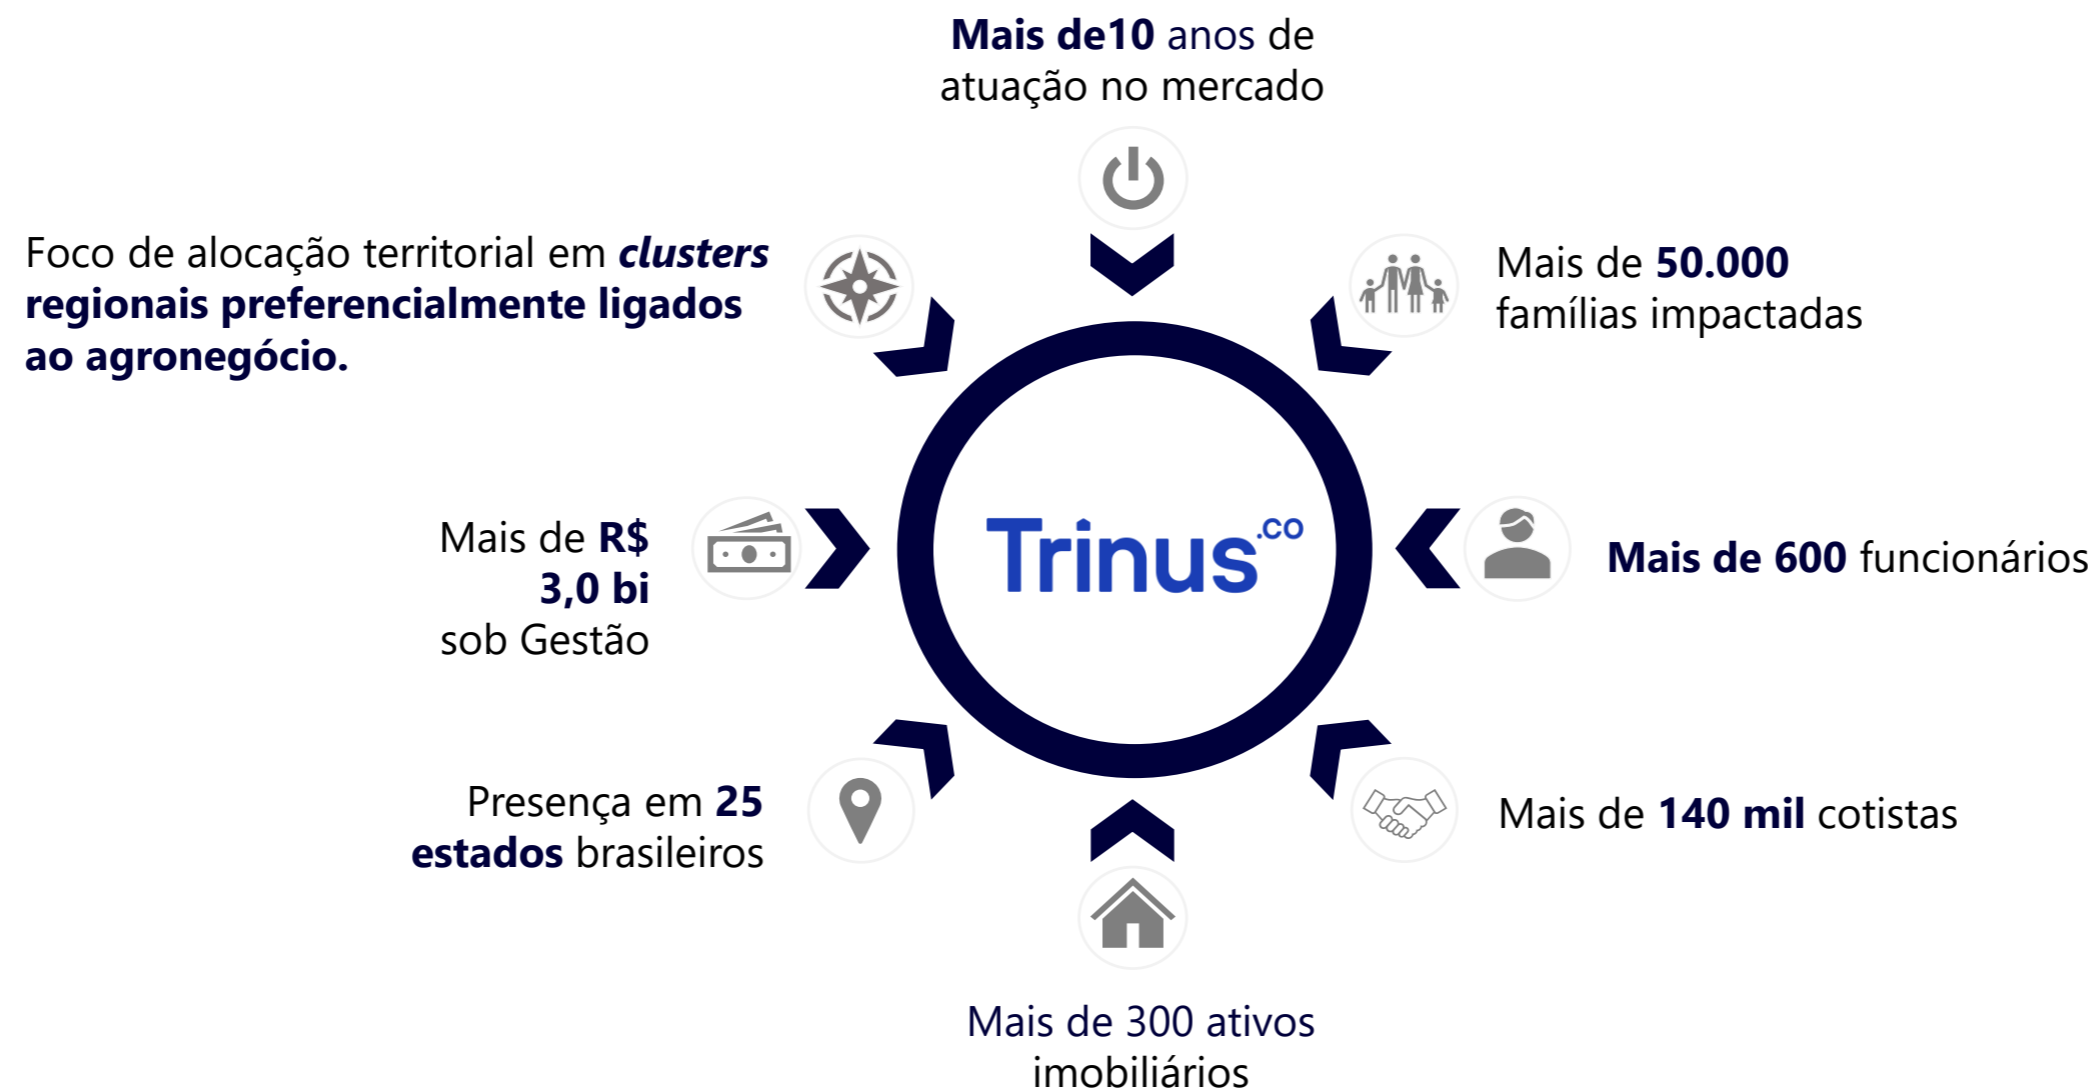 Mais de10 anos de
atuação no mercado
Foco de alocação territorial em clusters
regionais preferencialmente ligados
ao agronegócio.
Mais de 50.000
famílias impactadas
Mais de R$
3,0 bi
sob Gestão
Trinus.co
Mais de 600 funcionários
Presença em 25
estados brasileiros
Mais de 140 mil cotistas
Mais de 300 ativos
imobiliários